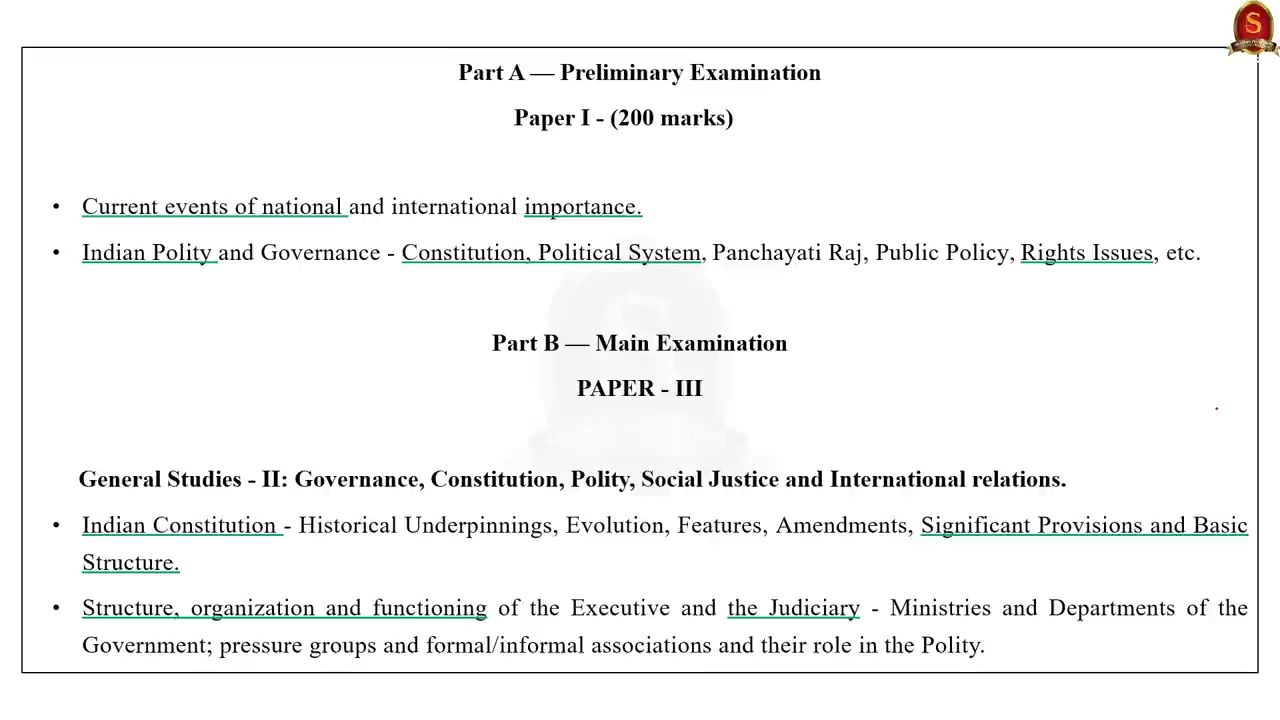 S
Part A — Preliminary Examination
Paper I - (200 marks)
• Current events of national and international importance.
• Indian Polity and Governance - Constitution, Political System, Panchayati Raj, Public Policy, Rights Issues, etc.
Part B — Main Examination
PAPER - III
General Studies - II: Governance, Constitution, Polity, Social Justice and International relations.
• Indian Constitution - Historical Underpinnings, Evolution, Features, Amendments, Significant Provisions and Basic
Structure.
• Structure, organization and functioning of the Executive and the Judiciary - Ministries and Departments of the
Government; pressure groups and formal/informal associations and their role in the Polity.